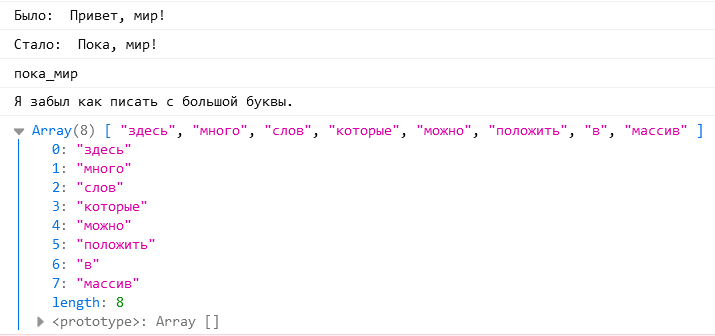 Было:  Привет, мир!
Стало:  Пока, мир!
пока_мир
Я забыл как писать с большой буквы.
Array(8) [ "здесь", "много", "слов", "которые", "можно", "положить", "в", "массив" ]
0: "здесь"
1: "много"
2: "слов"
3: "которые"
4: "можно"
5: "положить"
6: "в"
7: "массив"
length: 8
<prototype>: Array []